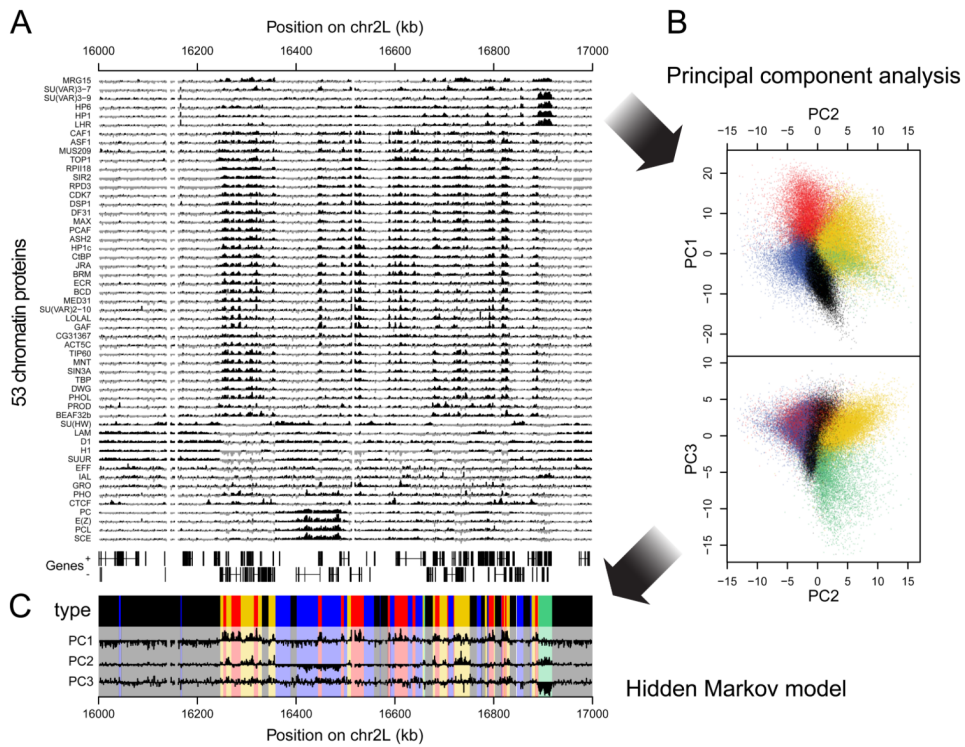 A
Position on chr2L (kb)
16000 16200 16400 16600 16800 17000
53 chromatin proteins
MRG15
SU(VAR)3−7
SU(VAR)3−9
HP6
HP1
LHR
CAF1
ASF1
MUS209
TOP1
RPII18
SIR2
RPD3
CDK7
DSP1
DF31
MAX
PCAF
ASH2
HP1c
CtBP
JRA
BRM
ECR
BCD
MED31
SU(VAR)2−10
LOLAL
GAF
CG31367
ACT5C
TIP60
MNT
SIN3A
TBP
DWG
PHOL
PROD
BEAF32b
SU(HW)
LAM
D1
H1
SUUR
EFF
IAL
GRO
PHO
CTCF
PC
E(Z)
PCL
SCE
Genes
+
-
B
Principal component analysis
PC2
−15 −10 −5 0 5 10 15
PC1
20
10
0
−10
−20
PC3
10
5
0
−5
−10
−15
−15 −10 −5 0 5 10 15
PC2
C
type
PC1
PC2
PC3
16000 16200 16400 16600 16800 17000
Position on chr2L (kb)
Hidden Markov model